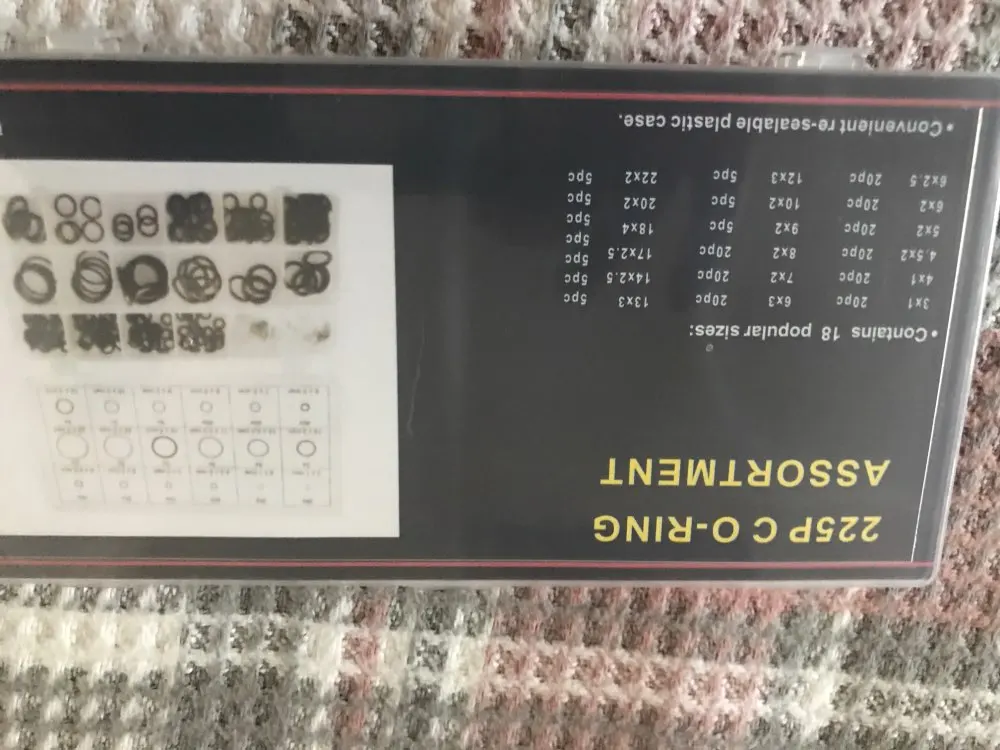 225P C O-RING
ASSORTMENT
• Contains 18 popular sizes:
3x1 20pc 6x3 20pc 13x3 5pc
4x1 20pc 7x2 20pc 14x2.5 5pc
4.5x2 20pc 8x2 20pc 17x2.5 5pc
5x2 20pc 9x2 5pc 18x4 5pc
6x2 20pc 10x2 5pc 20x2 5pc
6x2.5 20pc 12x3 5pc 22x2 5pc
• Convenient re-sealable plastic case.